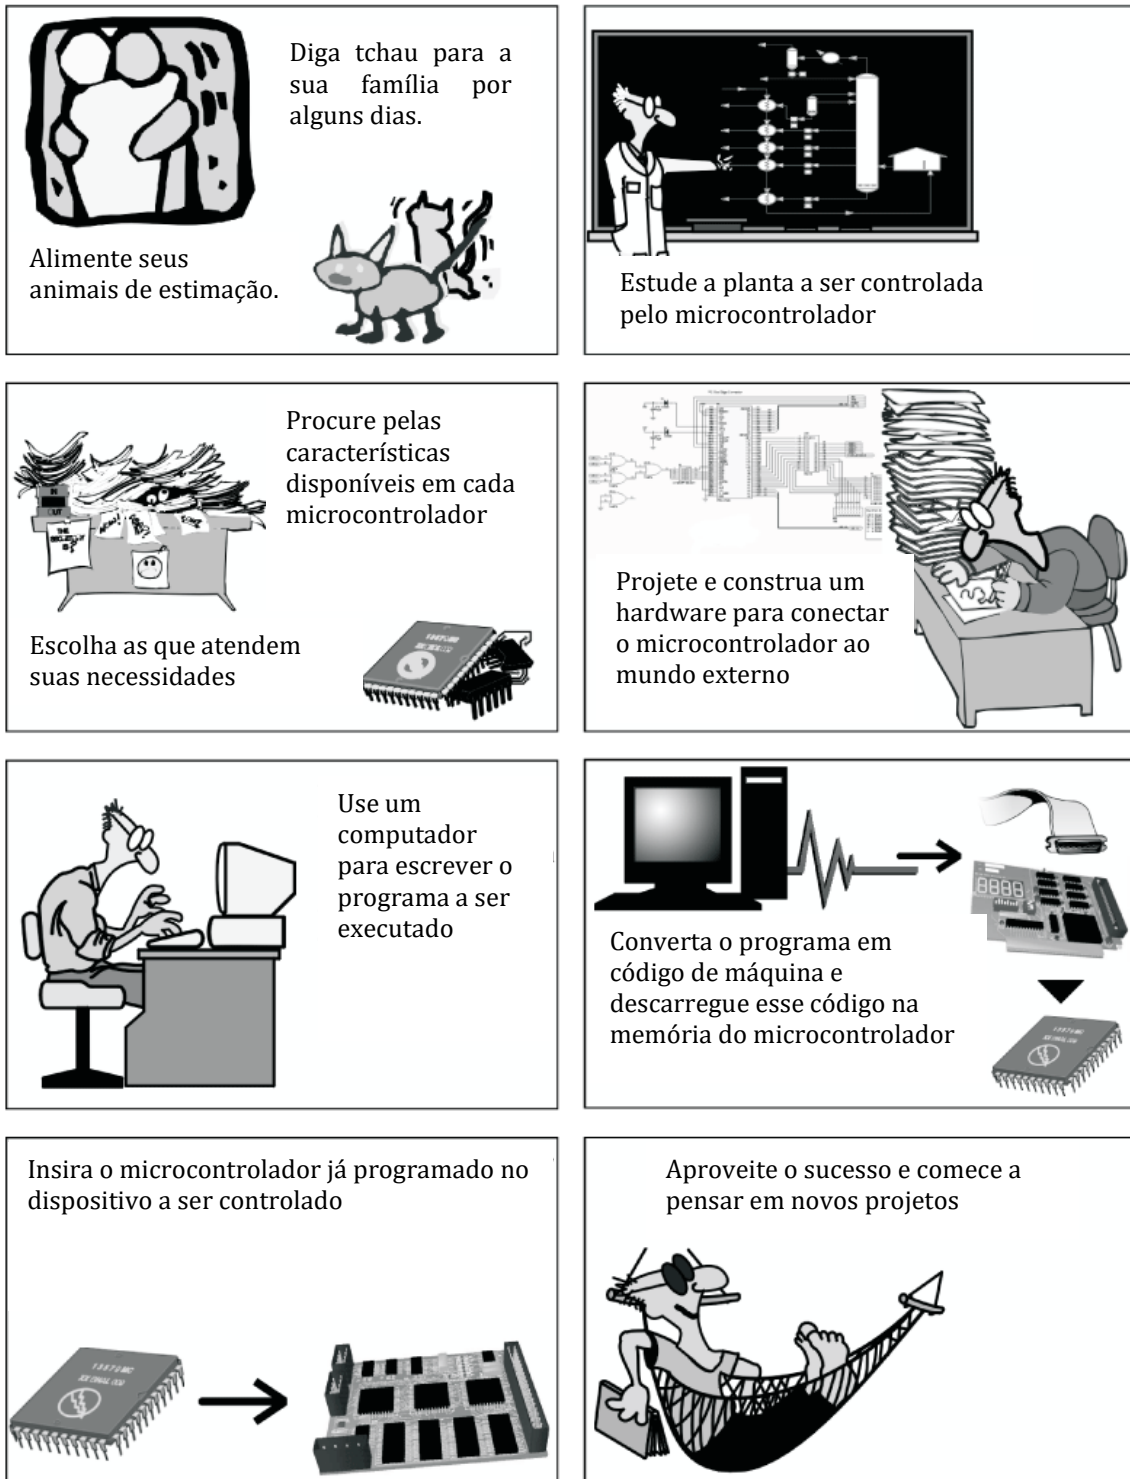 Diga tchau para a
sua família por
alguns dias.
Alimente seus
animais de estimação.
Estude a planta a ser controlada
pelo microcontrolador
Procure pelas
características
disponíveis em cada
microcontrolador
IN
OUT
Escolha as que atendem
suas necessidades
Projete e construa um
hardware para conectar
o microcontrolador ao
mundo externo
Use um
computador
para escrever o
programa a ser
executado
Converta o programa em
código de máquina e
descarregue esse código na
memória do microcontrolador
Insira o microcontrolador já programado no
dispositivo a ser controlado
Aproveite o sucesso e comece a
pensar em novos projetos